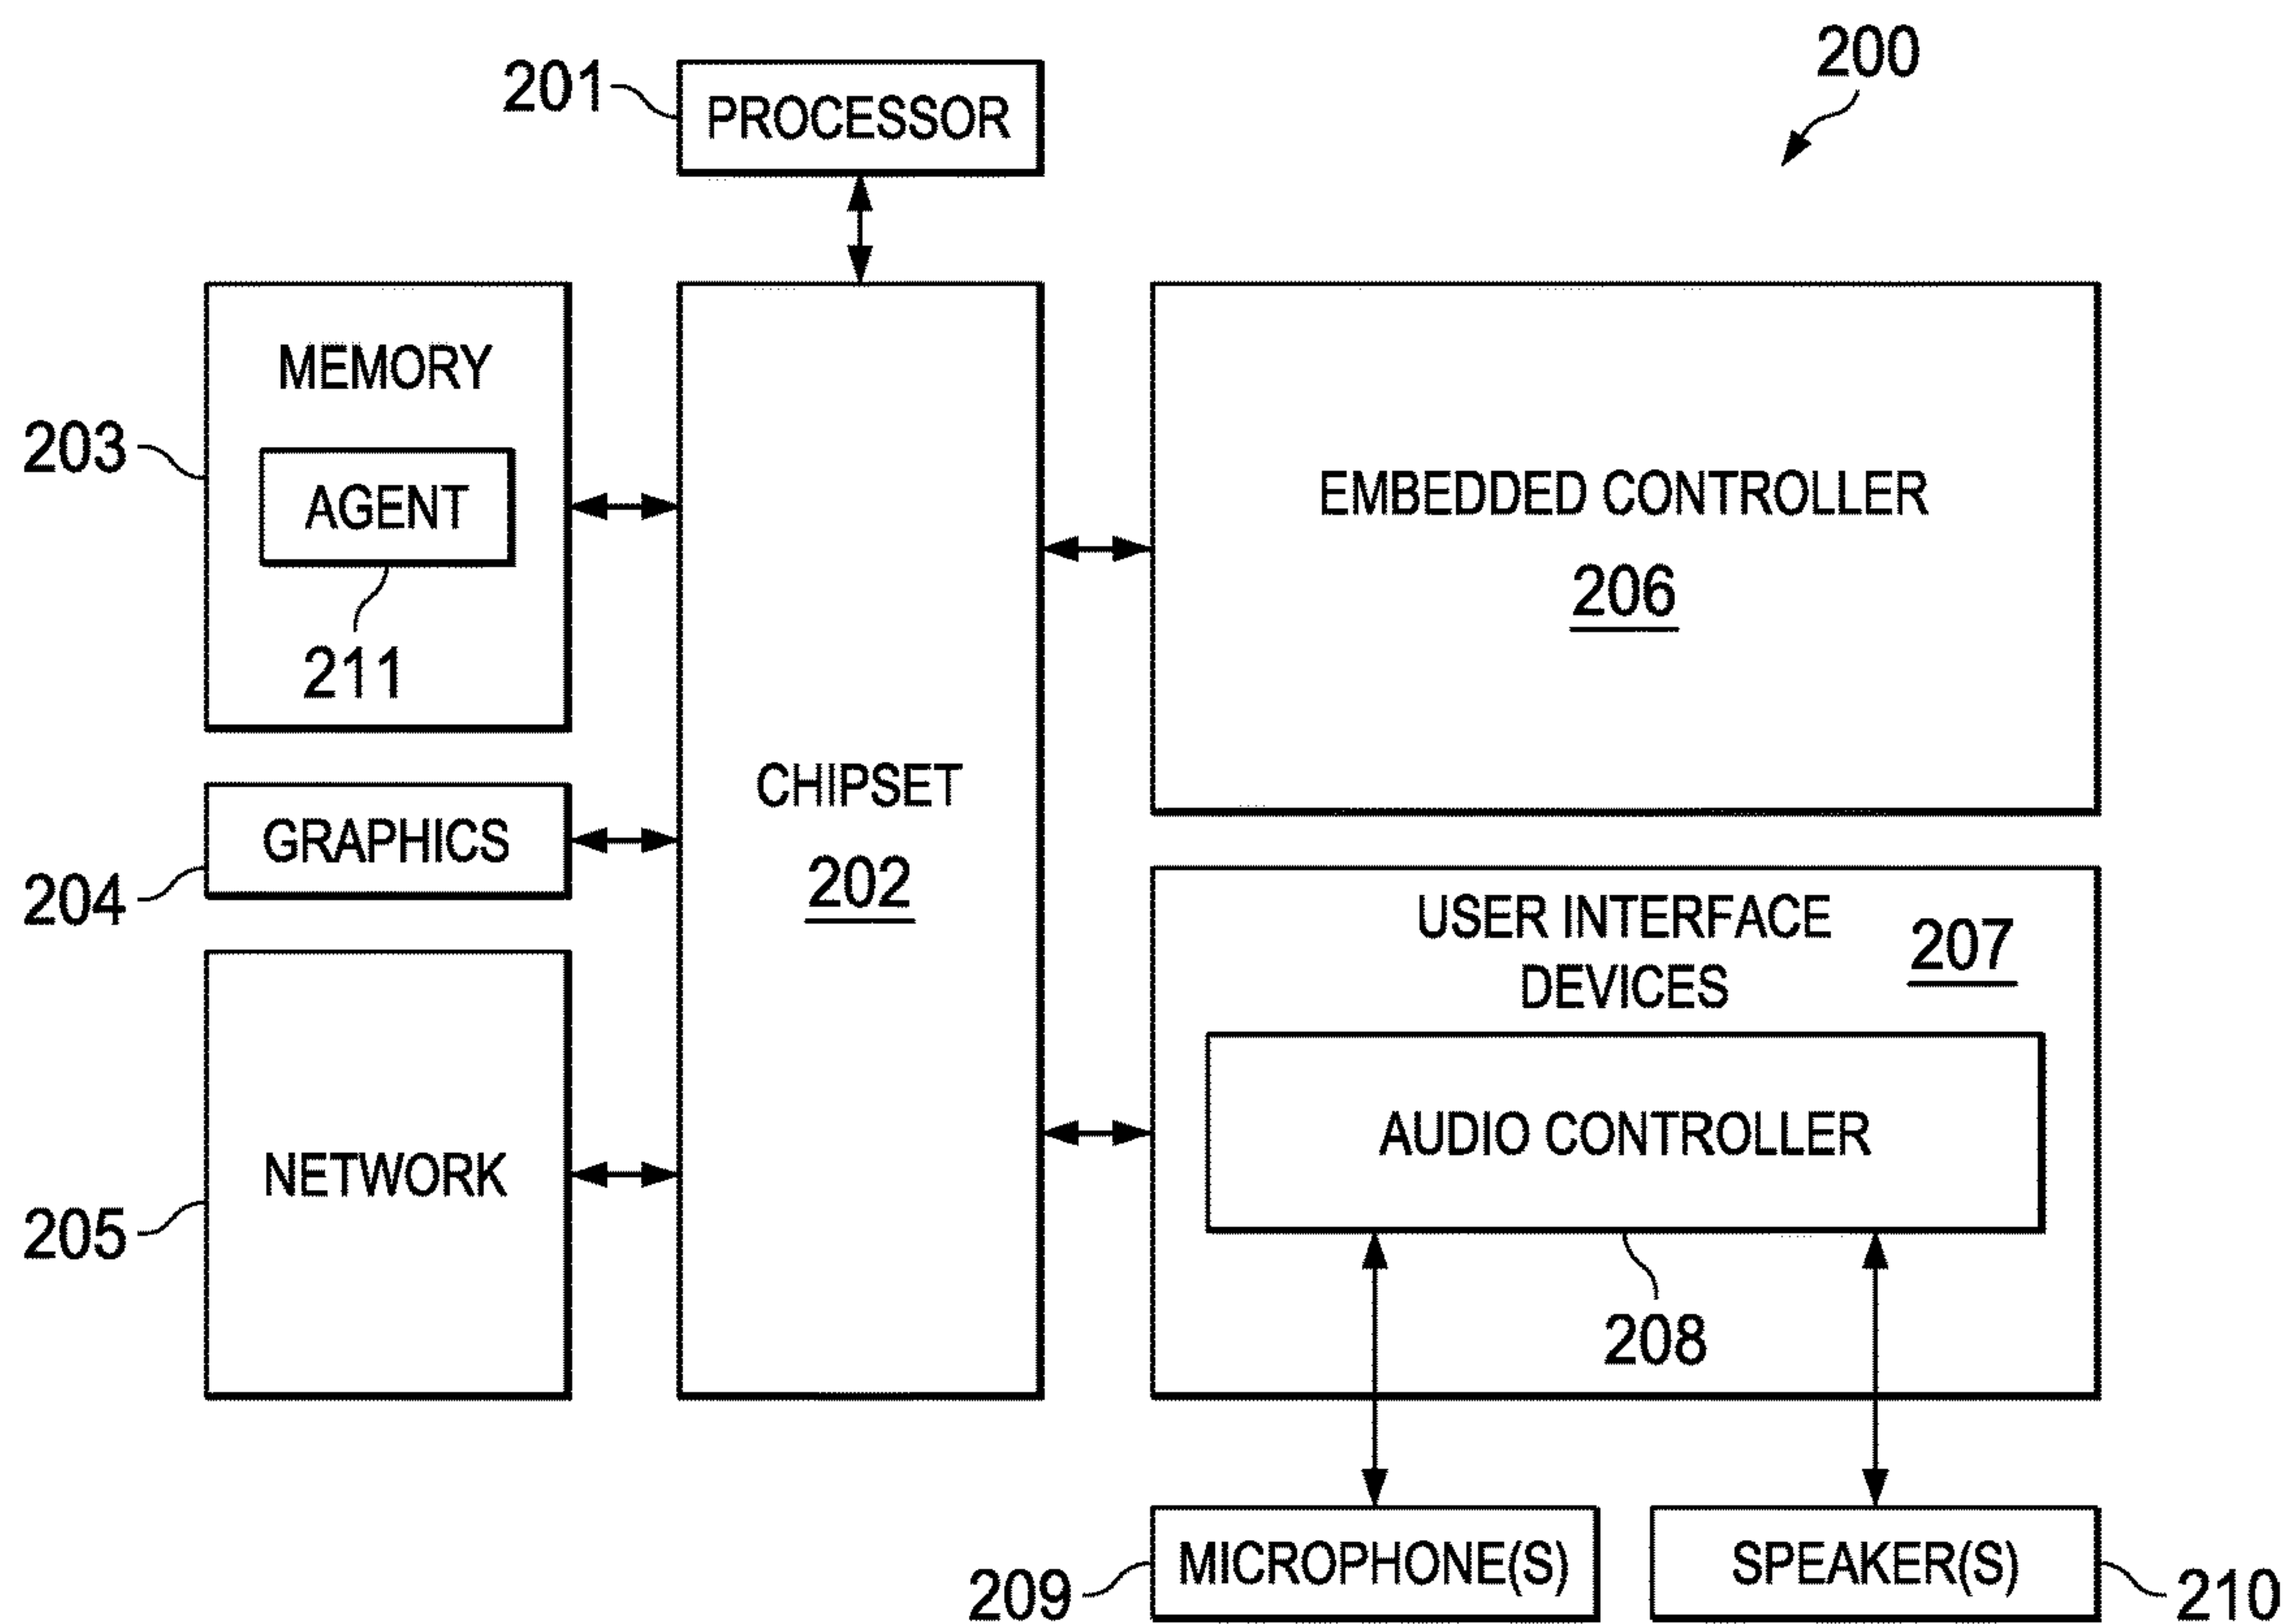 200
201
PROCESSOR
MEMORY
203
AGENT
211
EMBEDDED CONTROLLER
206
CHIPSET
202
GRAPHICS
204
USER INTERFACE
DEVICES
207
AUDIO CONTROLLER
208
NETWORK
205
MICROPHONE(S)
209
SPEAKER(S)
210